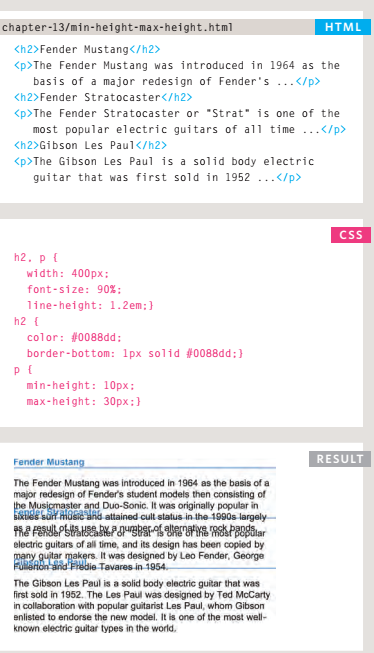 chapter-13/min-height-max-height.html
HTML
<h2>Fender Mustang</h2>
<p>The Fender Mustang was introduced in 1964 as the
basis of a major redesign of Fender's ...</p>
<h2>Fender Stratocaster</h2>
<p>The Fender Stratocaster or "Strat" is one of the
most popular electric guitars of all time ...</p>
<h2>Gibson Les Paul</h2>
<p>The Gibson Les Paul is a solid body electric
guitar that was first sold in 1952 ...</p>
CSS
h2, p {
width: 400px;
font-size: 90%;
line-height: 1.2em;}
h2 {
color: #0088dd;
border-bottom: 1px solid #0088dd;}
p {
min-height: 10px;
max-height: 30px;}
RESULT
Fender Mustang
The Fender Mustang was introduced in 1964 as the basis of a
major redesign of Fender's student models then consisting of
the Musicmaster and Duo-Sonic. It was originally popular in
Fender Stratocaster
sixties surf music and attained cult status in the 1990s largely
as a result of its use by a number of alternative rock bands.
The Fender Stratocaster or "Strat" is one of the most popular
electric guitars of all time, and its design has been copied by
many guitar makers. It was designed by Leo Fender, George
Gibson Les Paul
Fullerton and Fredie Tavares in 1954.
The Gibson Les Paul is a solid body electric guitar that was
first sold in 1952. The Les Paul was designed by Ted McCarty
in collaboration with popular guitarist Les Paul, whom Gibson
enlisted to endorse the new model. It is one of the most well-
known electric guitar types in the world.